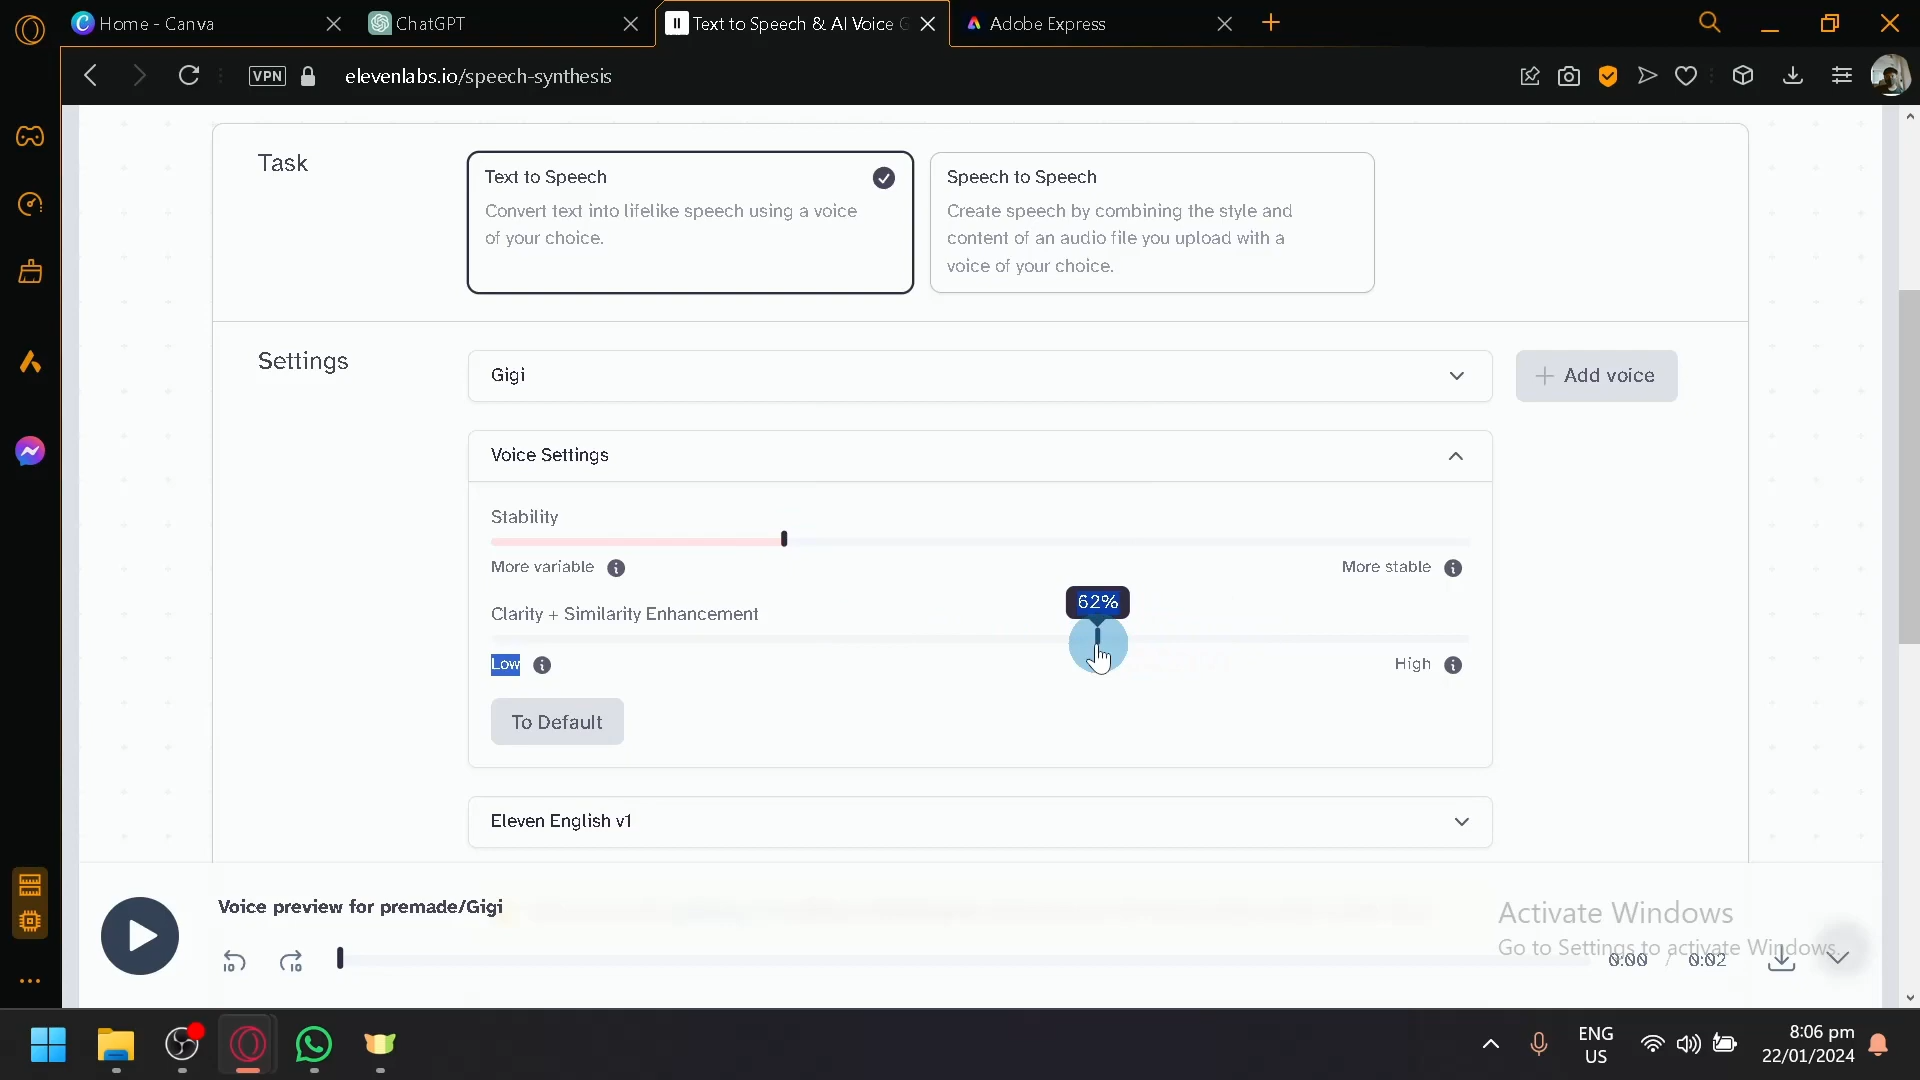 Home - Canva
ChatGPT
Text to Speech & AI Voice G
Adobe Express
VPN
elevenlabs.io/speech-synthesis
Task
Text to Speech
Convert text into lifelike speech using a voice
of your choice.
Speech to Speech
Create speech by combining the style and
content of an audio file you upload with a
voice of your choice.
Settings
Gigi
Add voice
Voice Settings
Stability
More variable
More stable
62%
Clarity + Similarity Enhancement
Low
High
To Default
Eleven English v1
Voice preview for premade/Gigi
Activate Windows
Go to Settings to activate Windows.
10
10
0:00 / 0:02
ENG
US
8:06 pm
22/01/2024